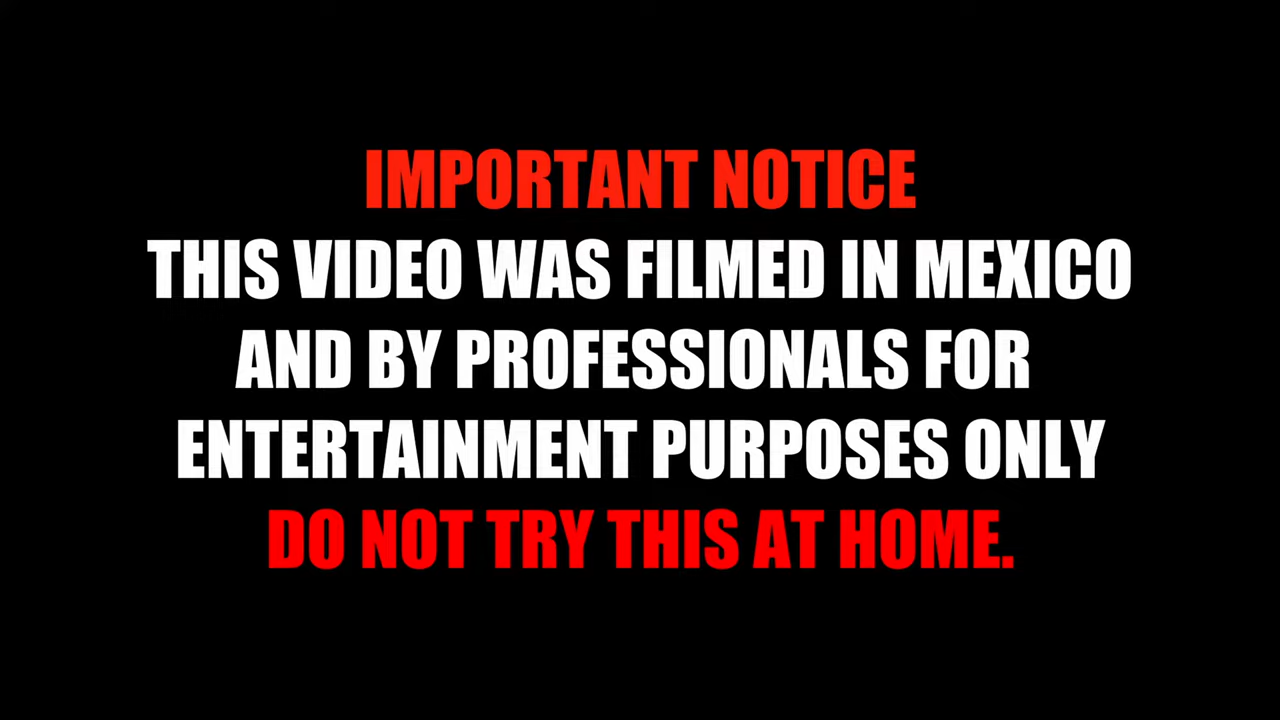 IMPORTANT NOTICE
THIS VIDEO WAS FILMED IN MEXICO
AND BY PROFESSIONALS FOR
ENTERTAINMENT PURPOSES ONLY
DO NOT TRY THIS AT HOME.